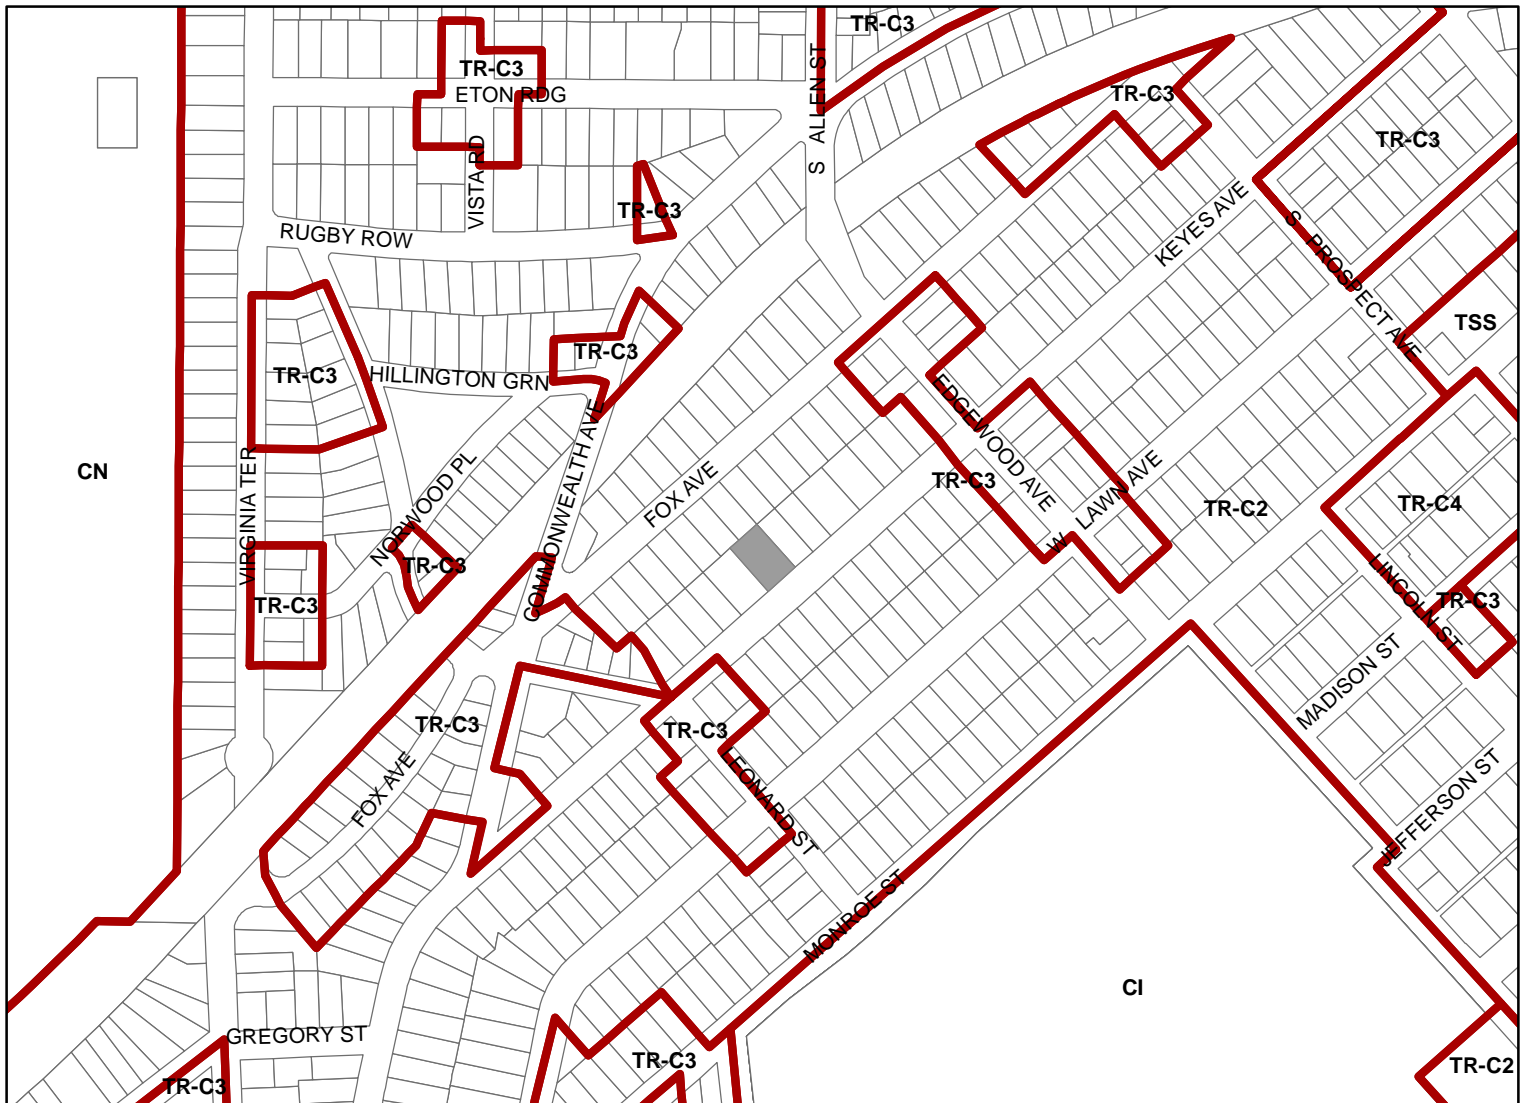 TR-C3
S ALLEN ST
TR-C3
ETON RDG
TR-C3
TR-C3
VISTA RD
TR-C3
KEYES AVE
RUGBY ROW
S PROSPECT AVE
TSS
TR-C3
TR-C3
HILLINGTON GRN
EDGEWOOD AVE
COMMONWEALTH AVE
CN
VIRGINIA TER
NORWOOD PL
FOX AVE
TR-C3
W LAWN AVE
TR-C2
TR-C4
TR-C3
TR-C3
LINCOLN ST
TR-C3
MADISON ST
TR-C3
TR-C3
FOX AVE
LEONARD ST
JEFFERSON ST
MONROE ST
CI
GREGORY ST
TR-C3
TR-C3
TR-C2